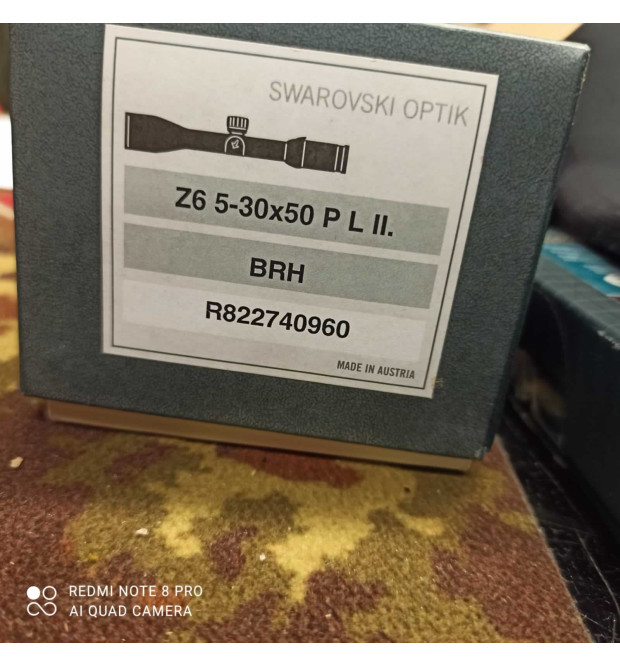 SWAROVSKI OPTIK
Z6 5-30x50 P L II.
BRH
R822740960
MADE IN AUSTRIA
REDMI NOTE 8 PRO
AI QUAD CAMERA